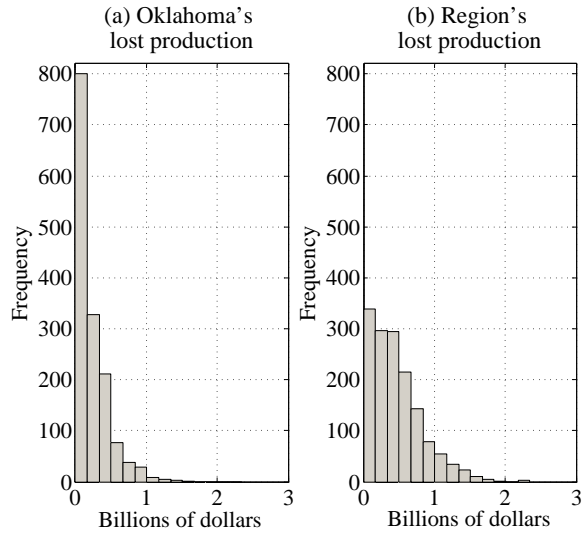 (a) Oklahoma's
lost production
800
700
600
500
400
300
200
100
0
Frequency
0 1 2 3
Billions of dollars
(b) Region's
lost production
800
700
600
500
400
300
200
100
0
Frequency
0 1 2 3
Billions of dollars